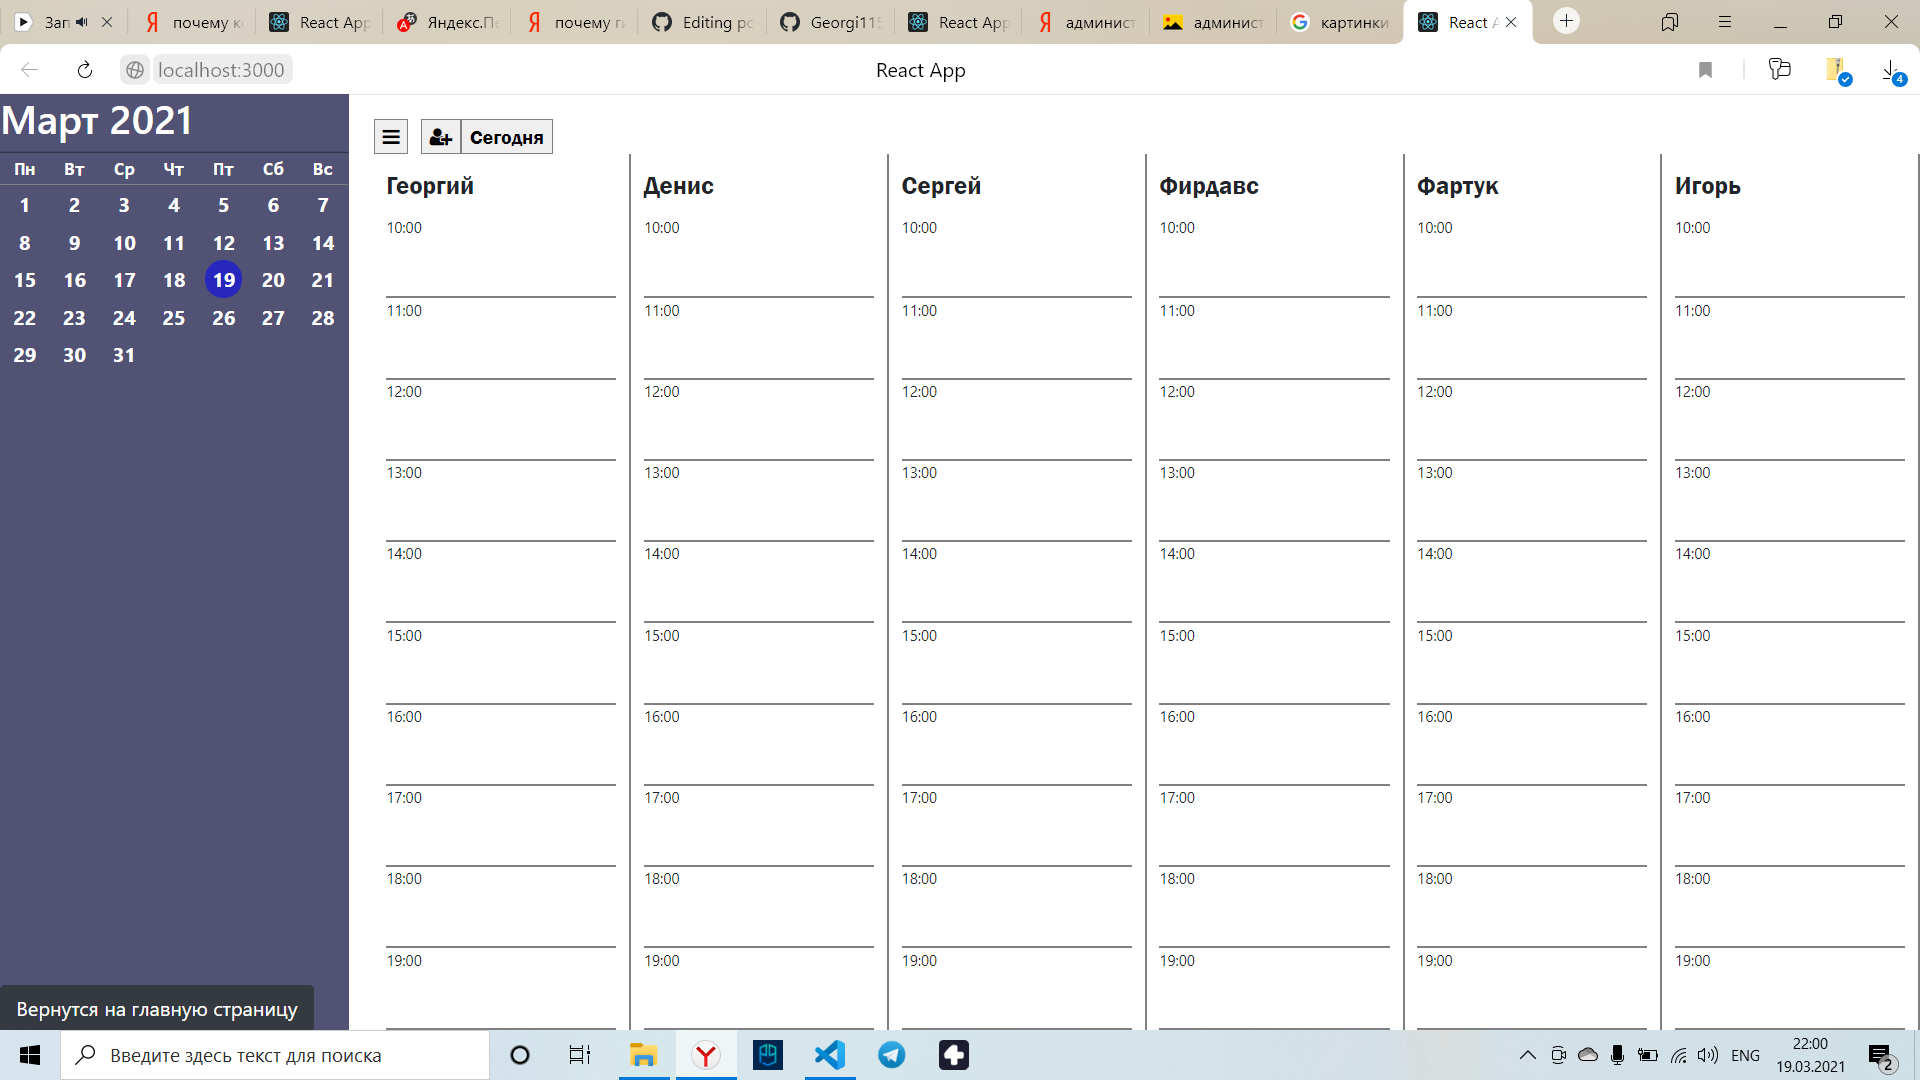 Зап
почему к
React App
Яндекс.Пе
почему ги
Editing po
Georgi115
React App
админист
админист
картинки
React A
localhost:3000
React App
4
Март 2021
Пн Вт Ср Чт Пт Сб Вс
1 2 3 4 5 6 7
8 9 10 11 12 13 14
15 16 17 18 19 20 21
22 23 24 25 26 27 28
29 30 31
Сегодня
Георгий Денис Сергей Фирдавс Фартук Игорь
10:00 10:00 10:00 10:00 10:00 10:00
11:00 11:00 11:00 11:00 11:00 11:00
12:00 12:00 12:00 12:00 12:00 12:00
13:00 13:00 13:00 13:00 13:00 13:00
14:00 14:00 14:00 14:00 14:00 14:00
15:00 15:00 15:00 15:00 15:00 15:00
16:00 16:00 16:00 16:00 16:00 16:00
17:00 17:00 17:00 17:00 17:00 17:00
18:00 18:00 18:00 18:00 18:00 18:00
19:00 19:00 19:00 19:00 19:00 19:00
Вернутся на главную страницу
Введите здесь текст для поиска
ENG
22:00
19.03.2021
2